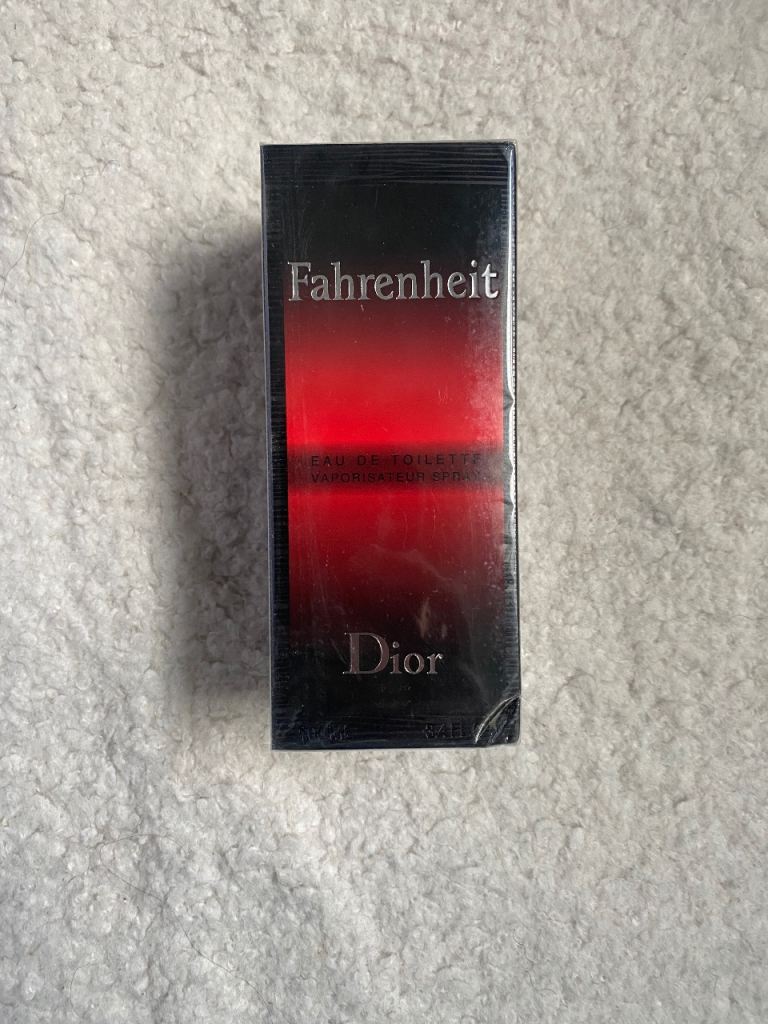 Fahrenheit
EAU DE TOILETTE
VAPORISATEUR SPRAY
Dior